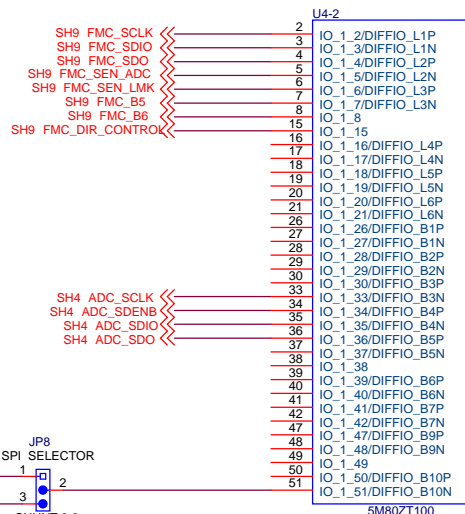 U4-2
SH9 FMC_SCLK 2 IO_1_2/DIFFIO_L1P
SH9 FMC_SDIO 3 IO_1_3/DIFFIO_L1N
SH9 FMC_SDO 4 IO_1_4/DIFFIO_L2P
SH9 FMC_SEN_ADC 5 IO_1_5/DIFFIO_L2N
SH9 FMC_SEN_LMK 6 IO_1_6/DIFFIO_L3P
SH9 FMC_B5 7 IO_1_7/DIFFIO_L3N
SH9 FMC_B6 8 IO_1_8
SH9 FMC_DIR_CONTROL 15 IO_1_15
16 IO_1_16/DIFFIO_L4P
17 IO_1_17/DIFFIO_L4N
18 IO_1_18/DIFFIO_L5P
19 IO_1_19/DIFFIO_L5N
20 IO_1_20/DIFFIO_L6P
21 IO_1_21/DIFFIO_L6N
26 IO_1_26/DIFFIO_B1P
27 IO_1_27/DIFFIO_B1N
28 IO_1_28/DIFFIO_B2P
29 IO_1_29/DIFFIO_B2N
30 IO_1_30/DIFFIO_B3P
SH4 ADC_SCLK 33 IO_1_33/DIFFIO_B3N
SH4 ADC_SDENB 34 IO_1_34/DIFFIO_B4P
SH4 ADC_SDIO 35 IO_1_35/DIFFIO_B4N
SH4 ADC_SDO 36 IO_1_36/DIFFIO_B5P
37 IO_1_37/DIFFIO_B5N
38 IO_1_38
39 IO_1_39/DIFFIO_B6P
40 IO_1_40/DIFFIO_B6N
41 IO_1_41/DIFFIO_B7P
42 IO_1_42/DIFFIO_B7N
47 IO_1_47/DIFFIO_B9P
48 IO_1_48/DIFFIO_B9N
49 IO_1_49
50 IO_1_50/DIFFIO_B10P
51 IO_1_51/DIFFIO_B10N
5M80ZT100
JP8
SPI SELECTOR
1
2
3